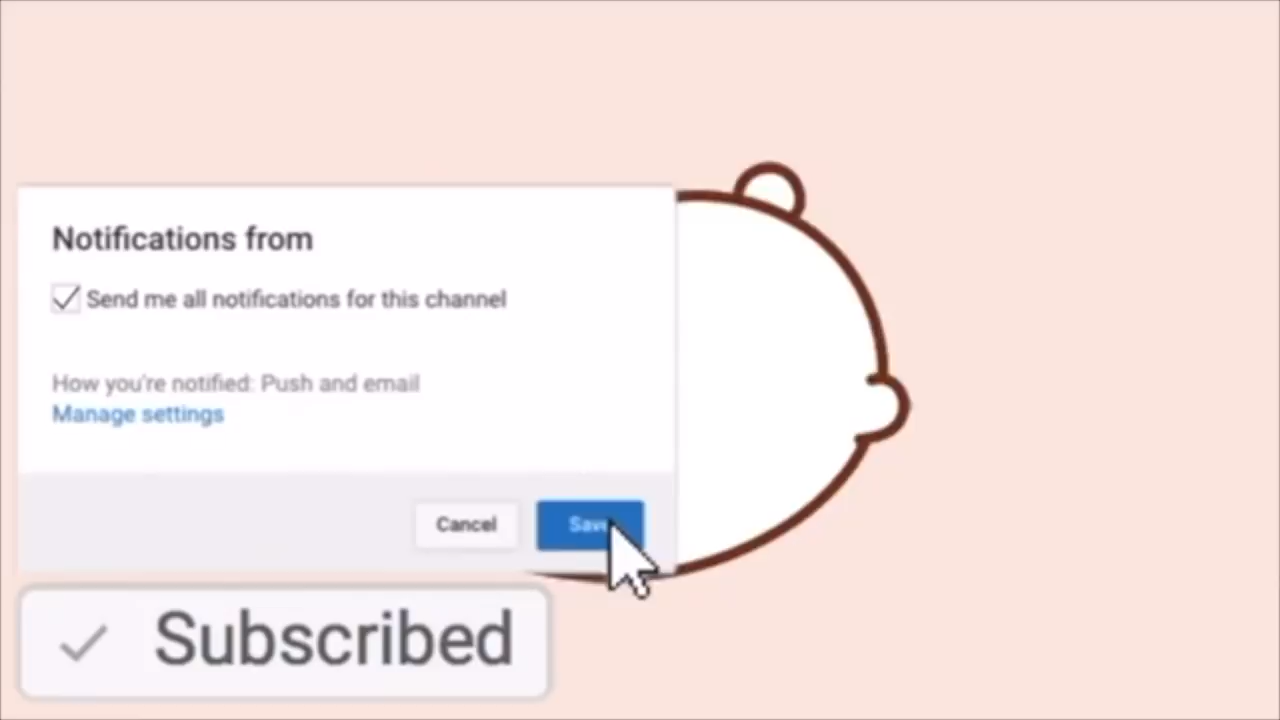 Notifications from
Send me all notifications for this channel
How you're notified: Push and email
Manage settings
Cancel
Save
Subscribed